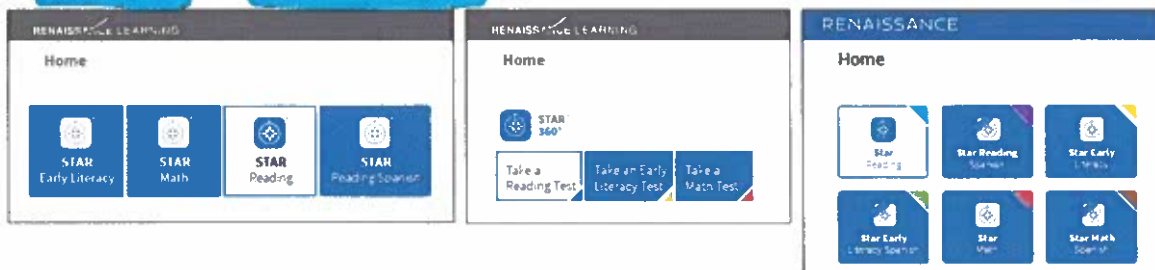 RENAISSANCE LEARNING
Home
STAR
Early Literacy
STAR
Math
STAR
Reading
STAR
Reading Spanish
RENAISSANCE LEARNING
Home
STAR
360°
Take a
Reading Test
Take an Early
Literacy Test
Take a
Math Test
RENAISSANCE
Home
Star
Reading
Star Reading
Spanish
Star Early
Literacy
Star Early
Literacy Spanish
Star
Math
Star Math
Spanish